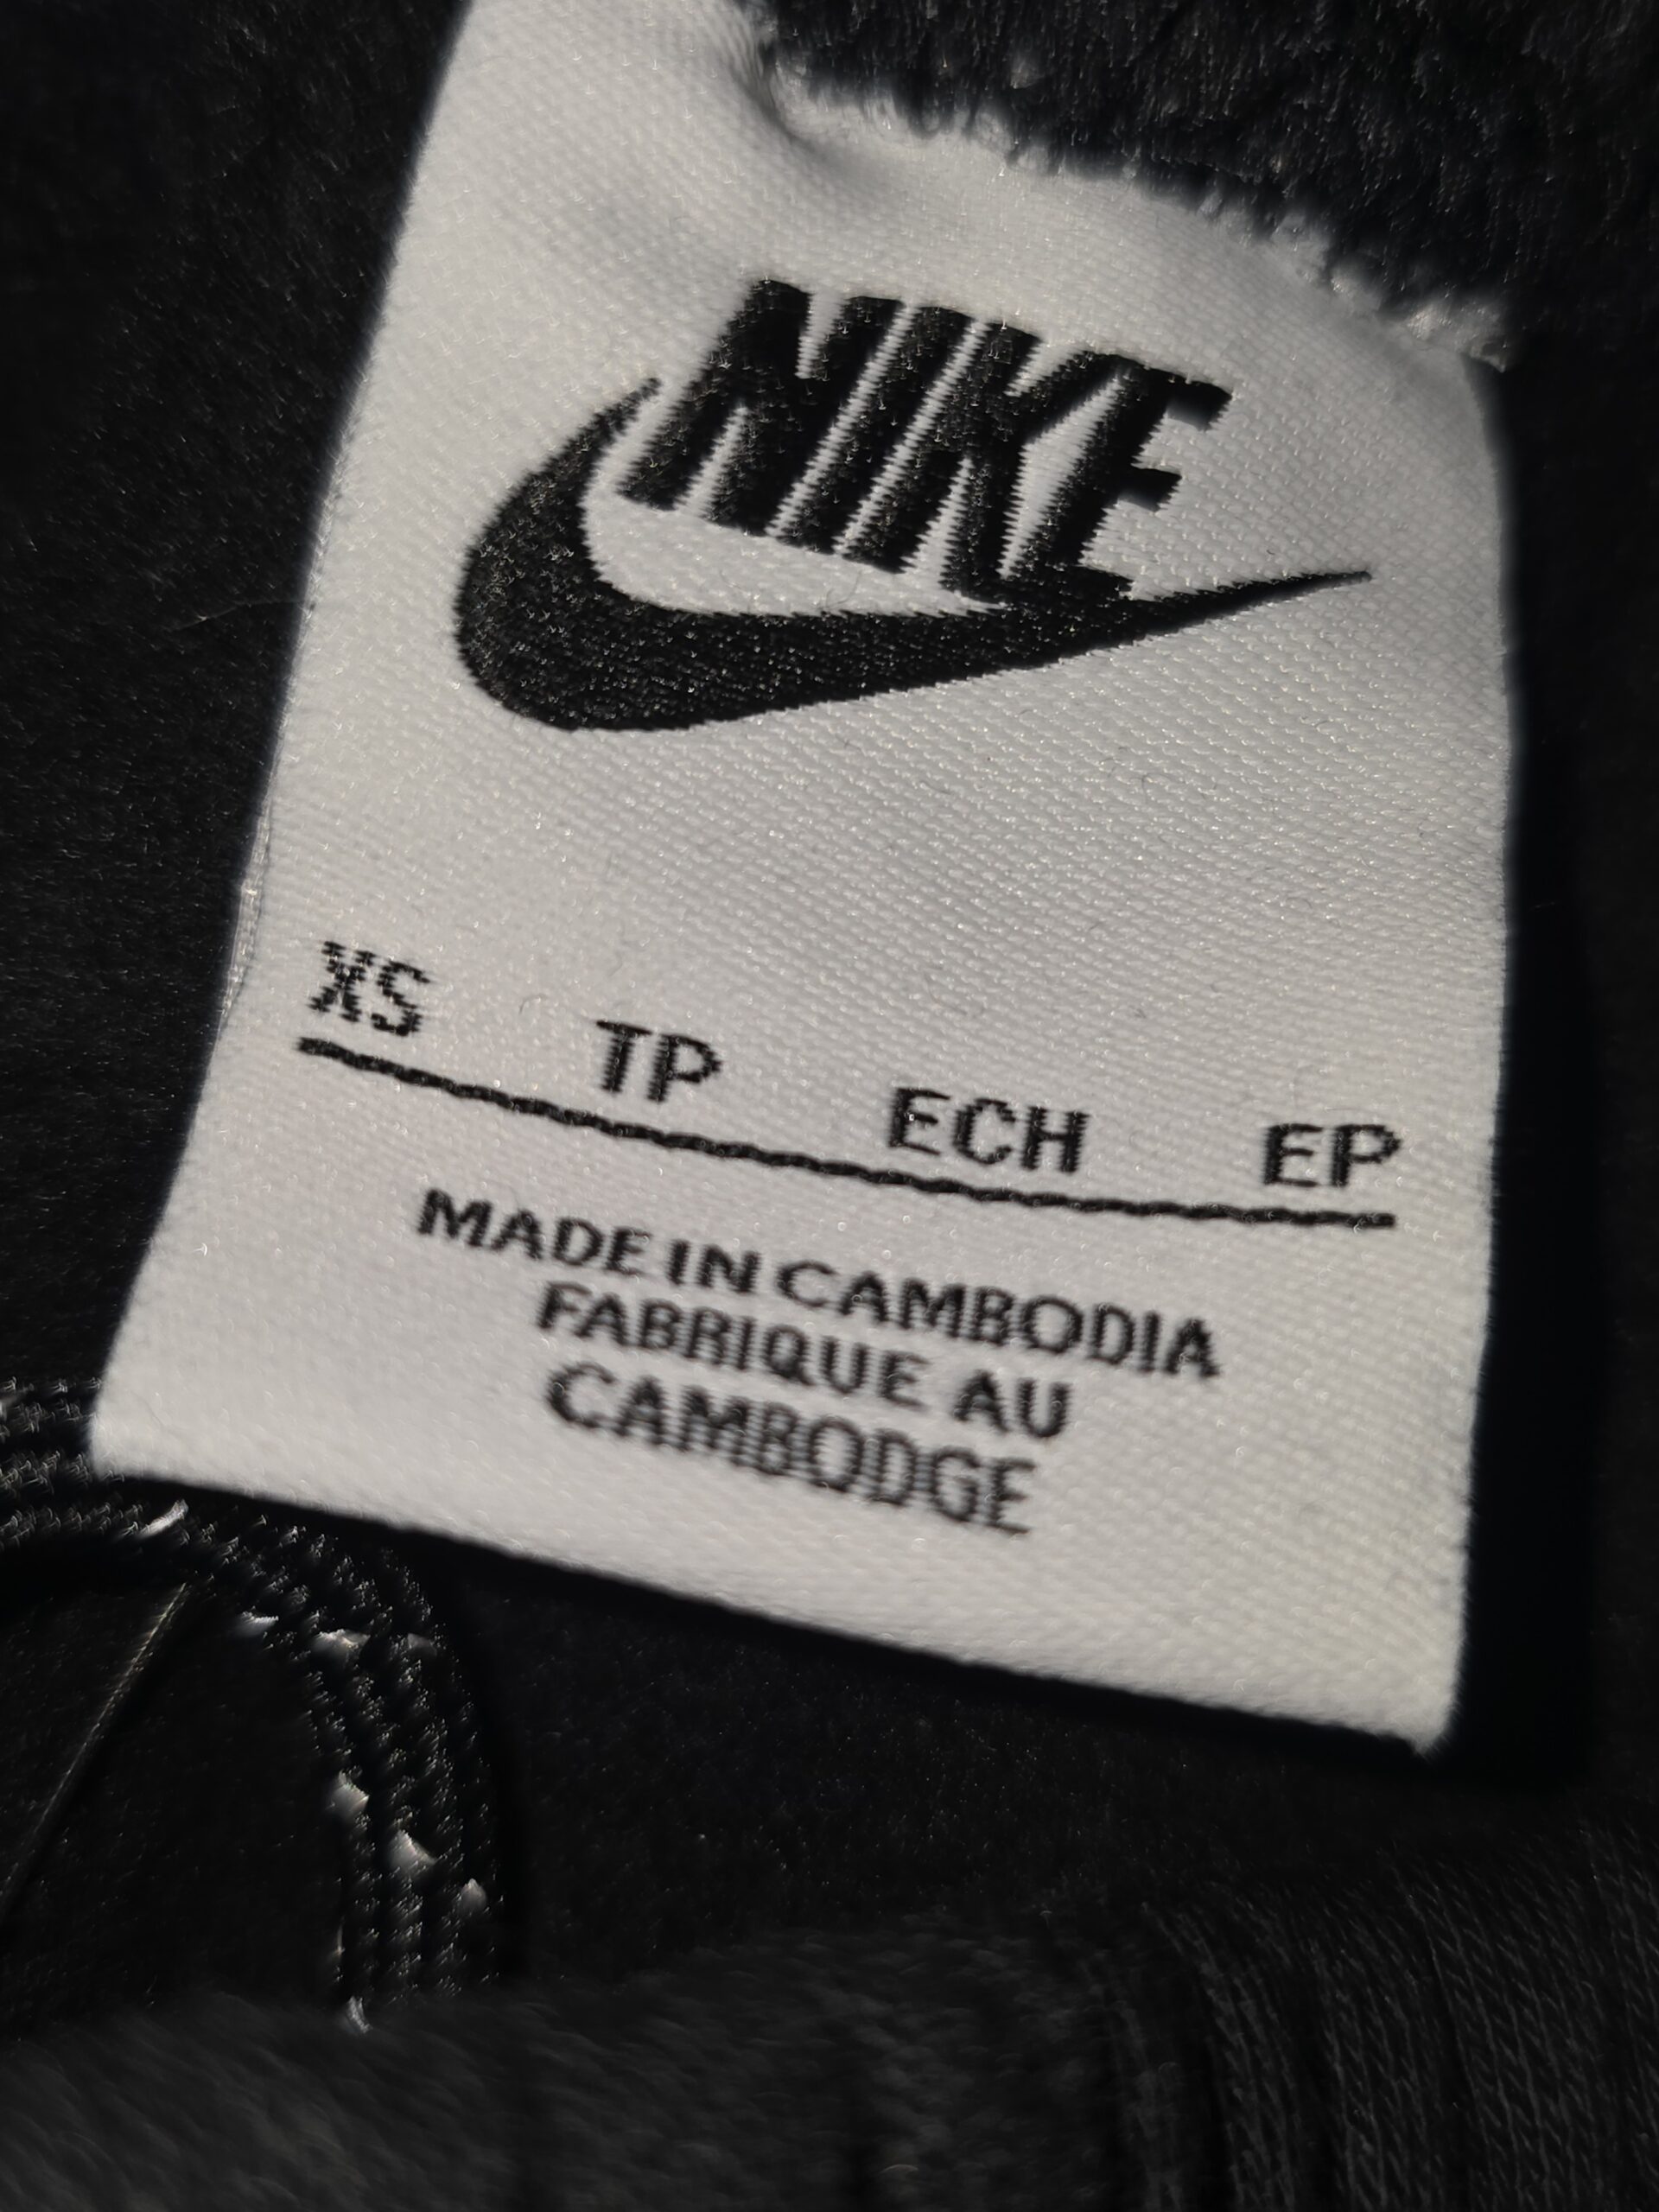 NIKE
XS TP ECH EP
MADE IN CAMBODIA
FABRIQUE AU
CAMBODGE